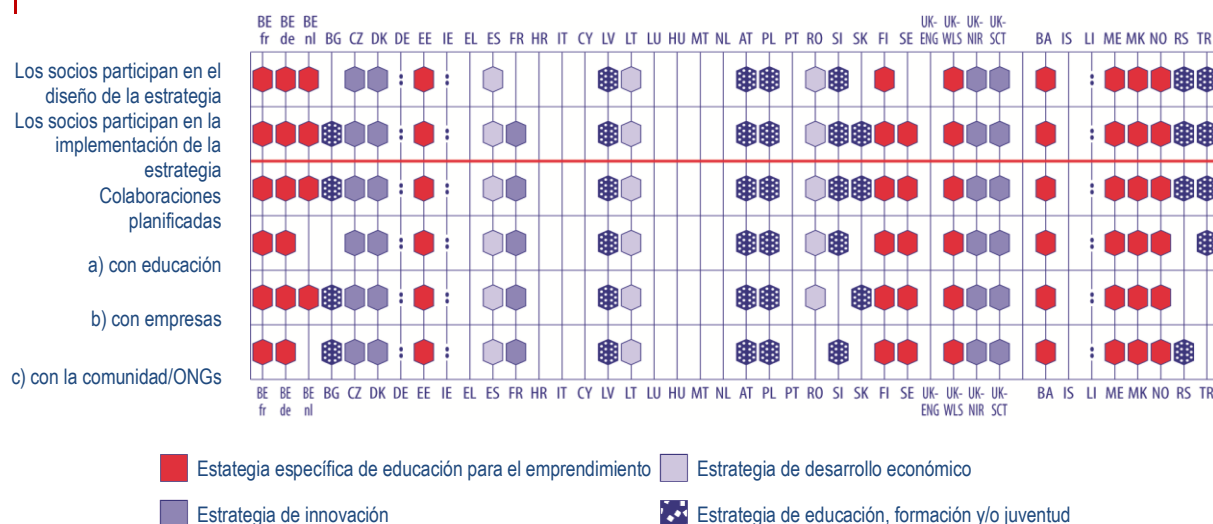 BE BE BE UK- UK- UK- UK-
fr de nl BG CZ DK DE EE IE EL ES FR HR IT CY LV LT LU HU MT NL AT PL PT RO SI SK FI SE ENG WLS NIR SCT BA IS LI ME MK NO RS TR
Los socios participan en el
diseño de la estrategia
Los socios participan en la
implementación de la
estrategia
Colaboraciones
planificadas
a) con educación
b) con empresas
c) con la comunidad/ONGs
BE BE BE BG CZ DK DE EE IE EL ES FR HR IT CY LV LT LU HU MT NL AT PL PT RO SI SK FI SE UK- UK- UK- UK- BA IS LI ME MK NO RS TR
fr de nl ENG WLS NIR SCT
Estategia específica de educación para el emprendimiento Estrategia de desarrollo económico
Estrategia de innovación Estrategia de educación, formación y/o juventud